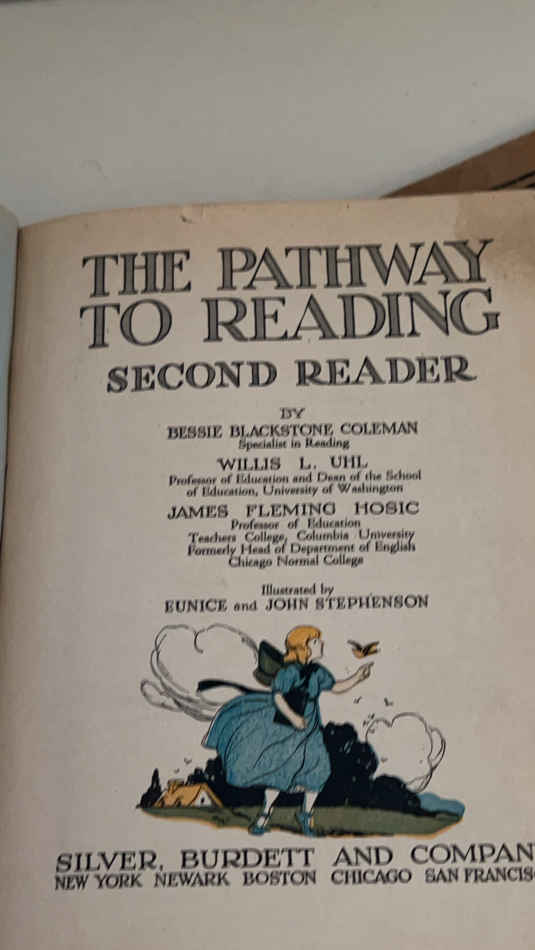 THE PATHWAY
TO READING
SECOND READER
BY
BESSIE BLACKSTONE COLEMAN
Specialist in Reading
WILLIS L. UHL
Professor of Education and Dean of the School
of Education, University of Washington
JAMES FLEMING HOSIC
Professor of Education
Teachers College, Columbia University
Formerly Head of Department of English
Chicago Normal College
Illustrated by
EUNICE and JOHN STEPHENSON
SILVER, BURDETT AND COMPAN
NEW YORK NEWARK BOSTON CHICAGO SAN FRANCIS